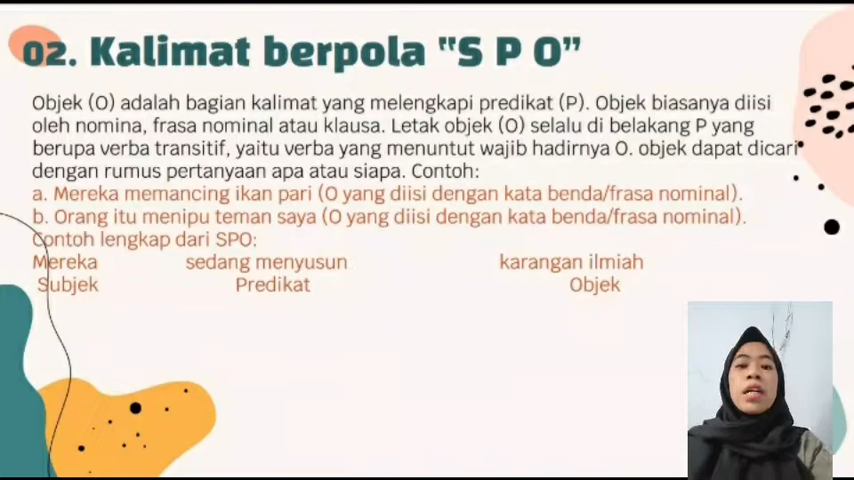 02. Kalimat berpola "S P O"
Objek (O) adalah bagian kalimat yang melengkapi predikat (P). Objek biasanya diisi
oleh nomina, frasa nominal atau klausa. Letak objek (O) selalu di belakang P yang
berupa verba transitif, yaitu verba yang menuntut wajib hadirnya O. objek dapat dicari
dengan rumus pertanyaan apa atau siapa. Contoh:
a. Mereka memancing ikan pari (O yang diisi dengan kata benda/frasa nominal).
b. Orang itu menipu teman saya (O yang diisi dengan kata benda/frasa nominal).
Contoh lengkap dari SPO:
Mereka sedang menyusun karangan ilmiah
Subjek Predikat Objek